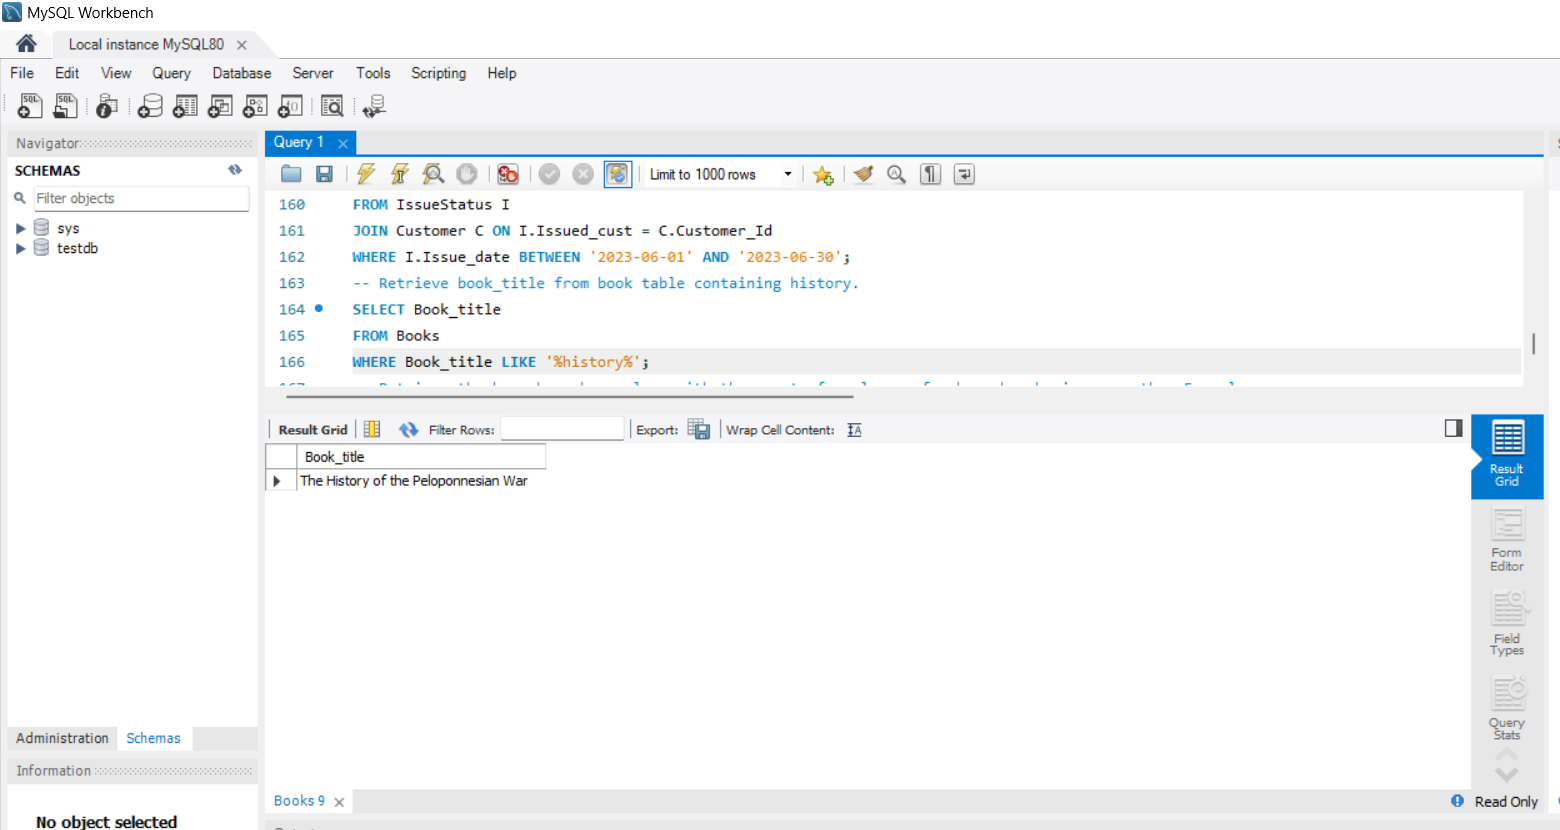 MySQL Workbench
Local instance MySQL80
File Edit View Query Database Server Tools Scripting Help
Navigator
SCHEMAS
Filter objects
sys
testdb
Administration Schemas
Information
No object selected
Query 1
Limit to 1000 rows
160 FROM IssueStatus I
161 JOIN Customer C ON I.Issued_cust = C.Customer_Id
162 WHERE I.Issue_date BETWEEN '2023-06-01' AND '2023-06-30';
163 -- Retrieve book_title from book table containing history.
164 SELECT Book_title
165 FROM Books
166 WHERE Book_title LIKE '%history%';
Result Grid Filter Rows: Export: Wrap Cell Content:
Book_title
The History of the Peloponnesian War
Result
Grid
Form
Editor
Field
Types
Query
Stats
Books 9
Read Only